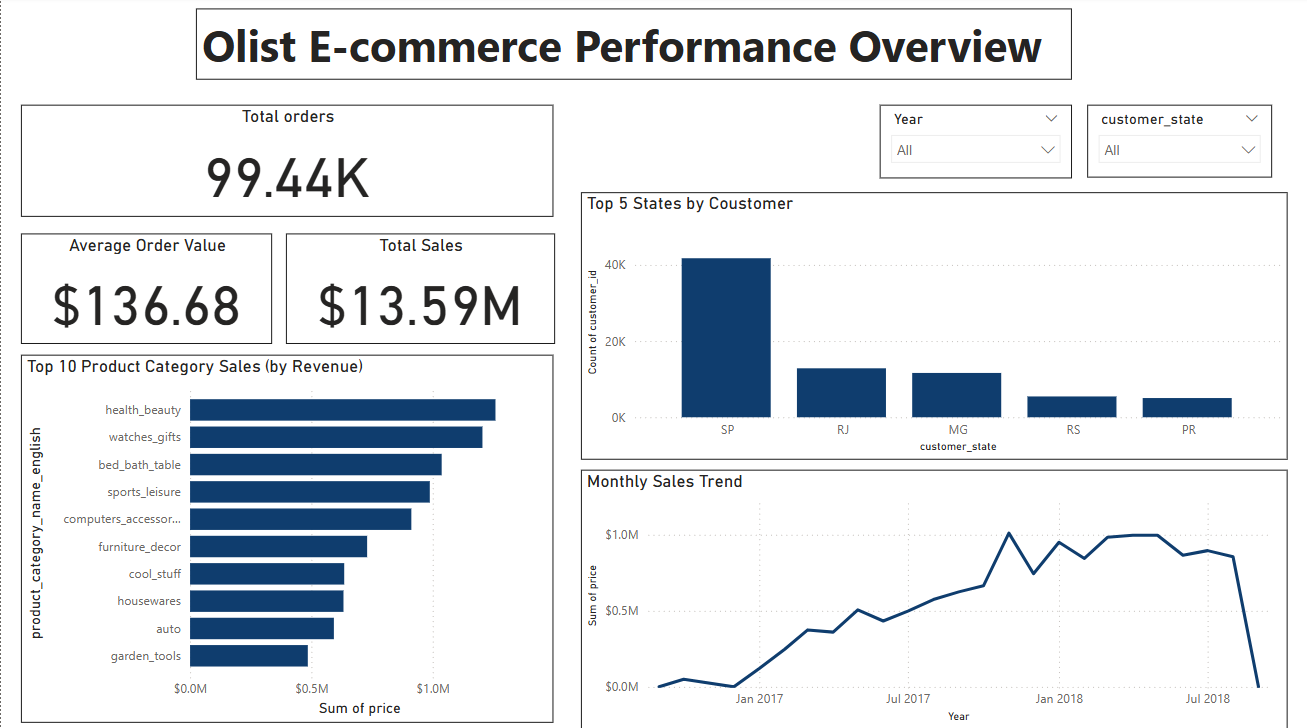 Olist E-commerce Performance Overview
Total orders
99.44K
Year
All
customer_state
All
Average Order Value
$136.68
Total Sales
$13.59M
Top 5 States by Coustomer
Count of customer_id
40K
20K
0K
SP RJ MG RS PR
customer_state
Top 10 Product Category Sales (by Revenue)
product_category_name_english
health_beauty
watches_gifts
bed_bath_table
sports_leisure
computers_accessor...
furniture_decor
cool_stuff
housewares
auto
garden_tools
$0.0M $0.5M $1.0M
Sum of price
Monthly Sales Trend
Sum of price
$1.0M
$0.5M
$0.0M
Jan 2017 Jul 2017 Jan 2018 Jul 2018
Year